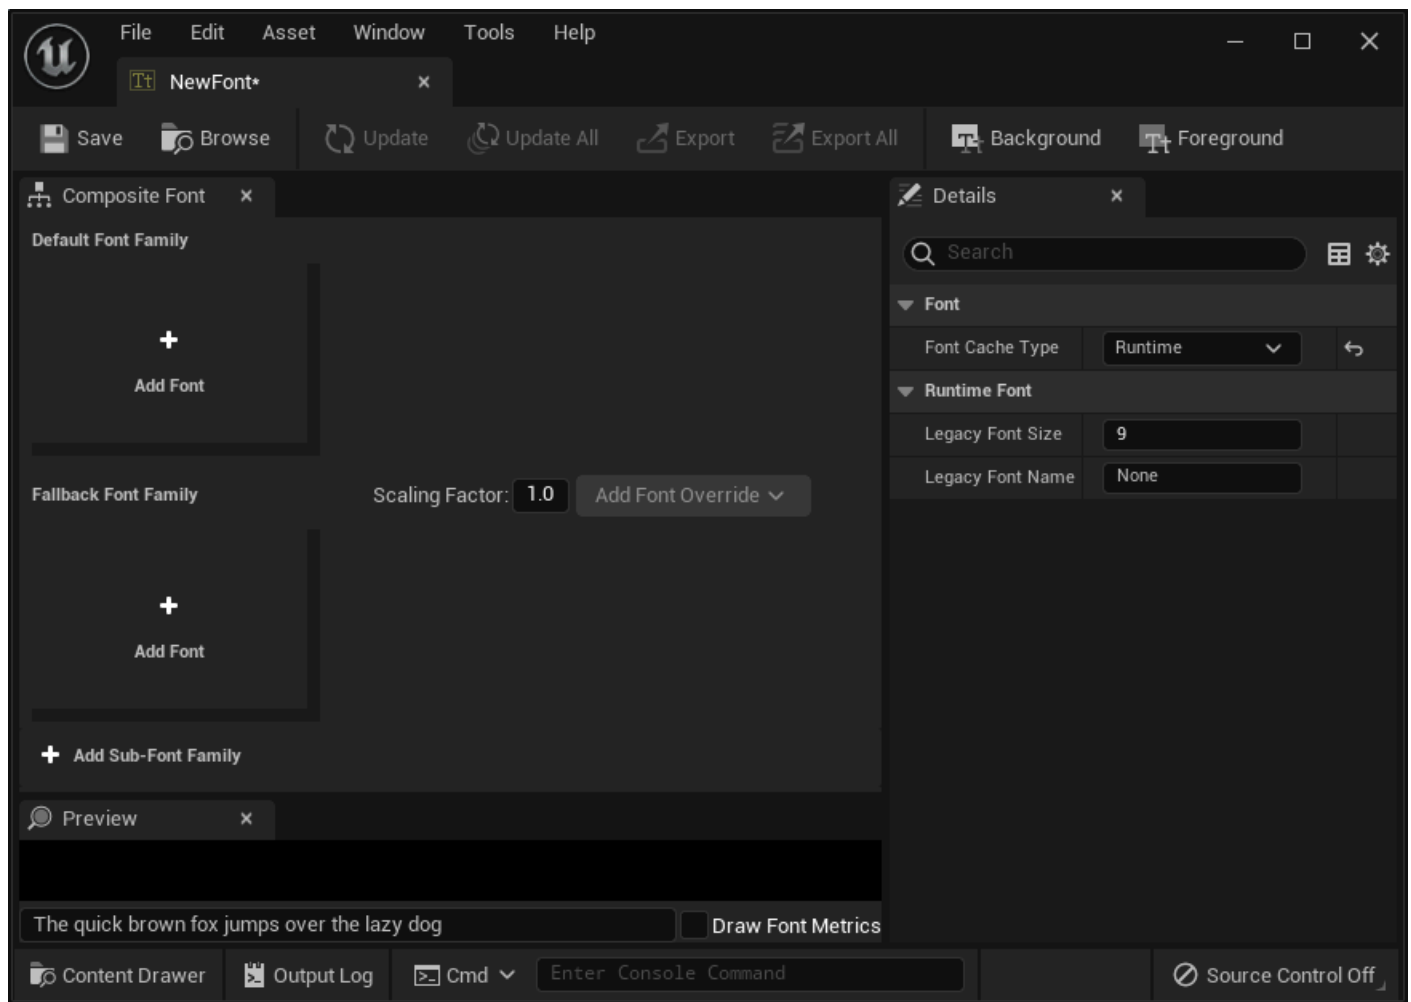 File Edit Asset Window Tools Help
NewFont*
Save Browse Update Update All Export Export All Background Foreground
Composite Font
Default Font Family
Add Font
Fallback Font Family Scaling Factor: 1.0 Add Font Override
Add Font
Add Sub-Font Family
Preview
The quick brown fox jumps over the lazy dog Draw Font Metrics
Details
Search
Font
Font Cache Type Runtime
Runtime Font
Legacy Font Size 9
Legacy Font Name None
Content Drawer Output Log Cmd Enter Console Command Source Control Off